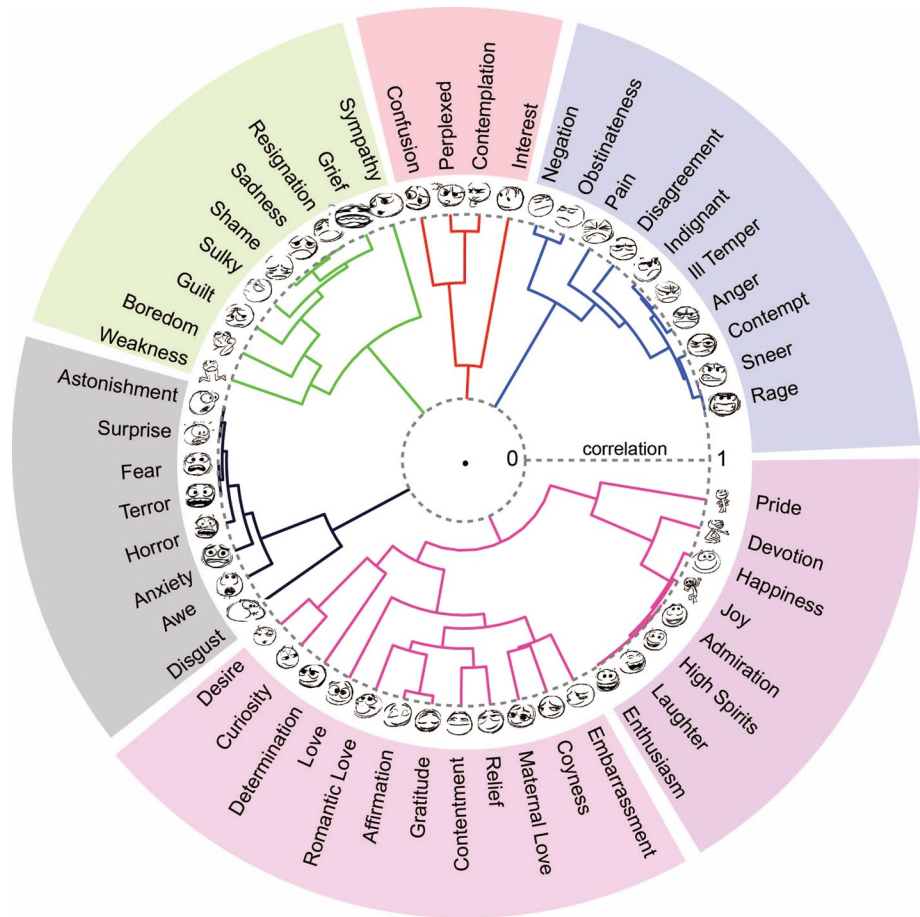 Confusion
Perplexed
Contemplation
Interest
Negation
Obstinateness
Pain
Disagreement
Indignant
Ill Temper
Anger
Contempt
Sneer
Rage
Pride
Devotion
Happiness
Joy
Admiration
High Spirits
Laughter
Enthusiasm
Embarrassment
Coyness
Maternal Love
Relief
Contentment
Gratitude
Affirmation
Romantic Love
Love
Determination
Curiosity
Desire
Disgust
Awe
Anxiety
Horror
Terror
Fear
Surprise
Astonishment
Weakness
Boredom
Guilt
Sulky
Shame
Sadness
Resignation
Grief
Sympathy
0 correlation 1